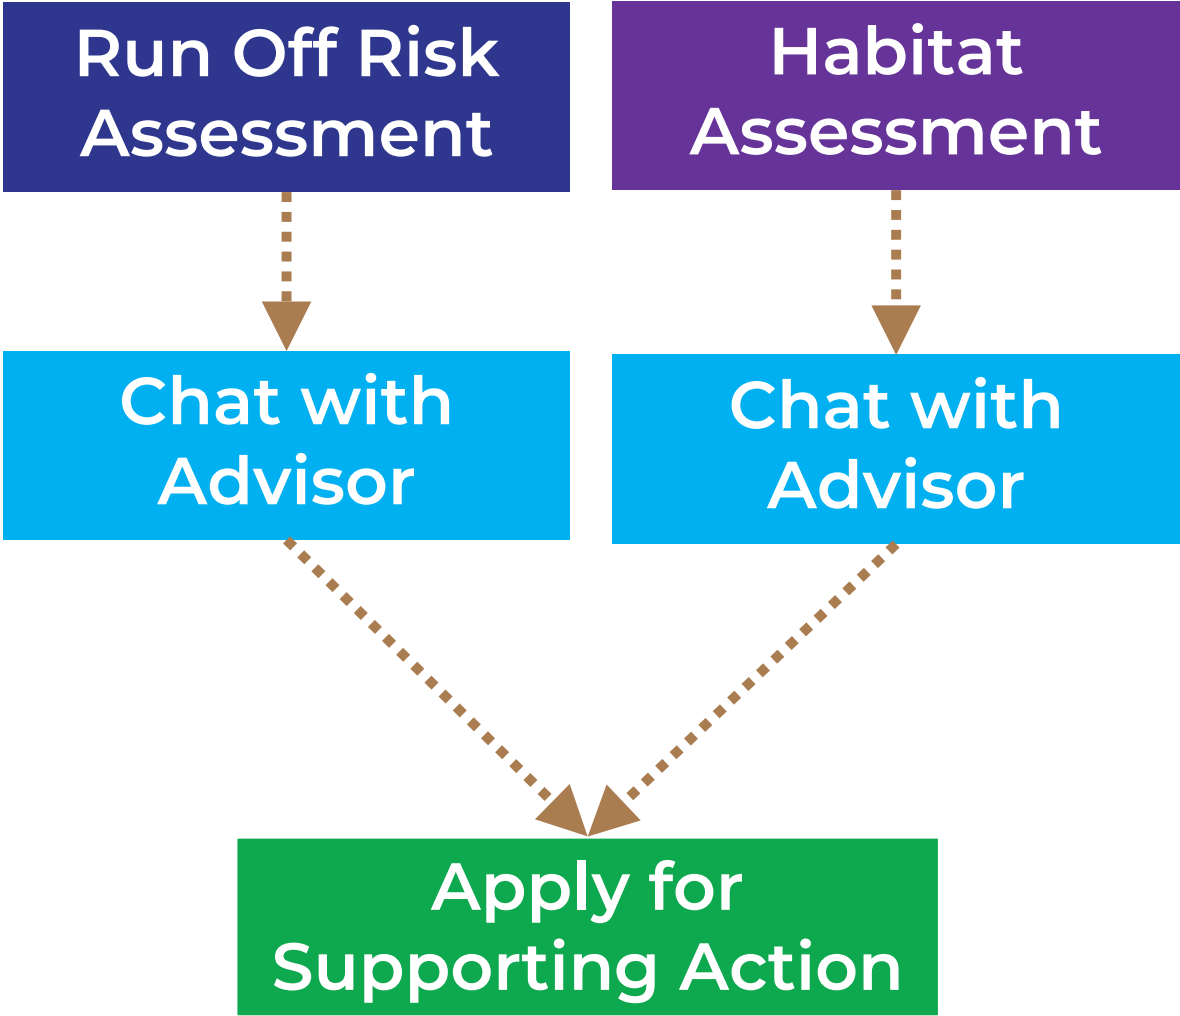 Run Off Risk
Assessment
Habitat
Assessment
Chat with
Advisor
Chat with
Advisor
Apply for
Supporting Action